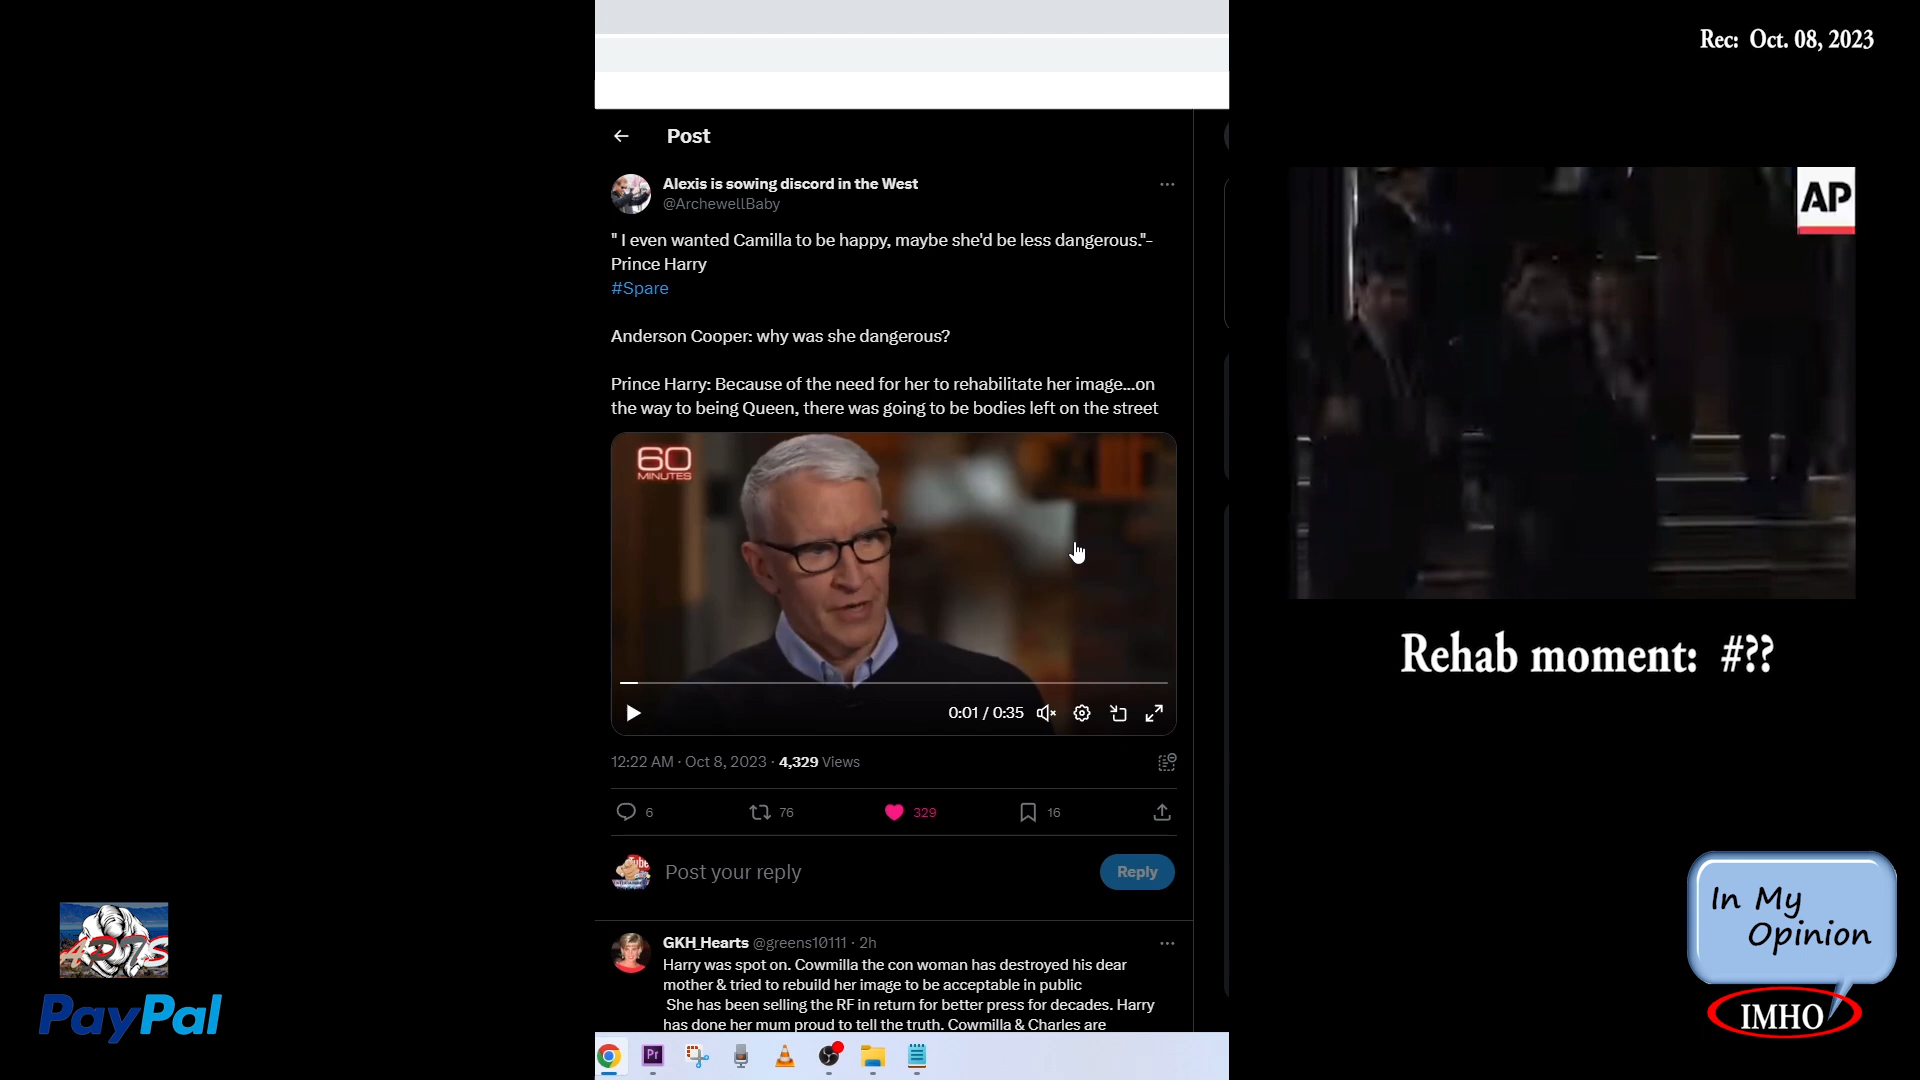 Rec: Oct. 08, 2023
Post
Alexis is sowing discord in the West
@ArchewellBaby
" I even wanted Camilla to be happy, maybe she'd be less dangerous."-
Prince Harry
#Spare
Anderson Cooper: why was she dangerous?
Prince Harry: Because of the need for her to rehabilitate her image...on
the way to being Queen, there was going to be bodies left on the street
60
MINUTES
0:01 / 0:35
12:22 AM · Oct 8, 2023 · 4,329 Views
6 76 329 16
Post your reply
Reply
GKH_Hearts @greens10111 · 2h
Harry was spot on. Cowmilla the con woman has destroyed his dear
mother & tried to rebuild her image to be acceptable in public
She has been selling the RF in return for better press for decades. Harry
has done her mum proud to tell the truth. Cowmilla & Charles are
Pr
AP
Rehab moment: #??
In My
Opinion
IMHO
PayPal